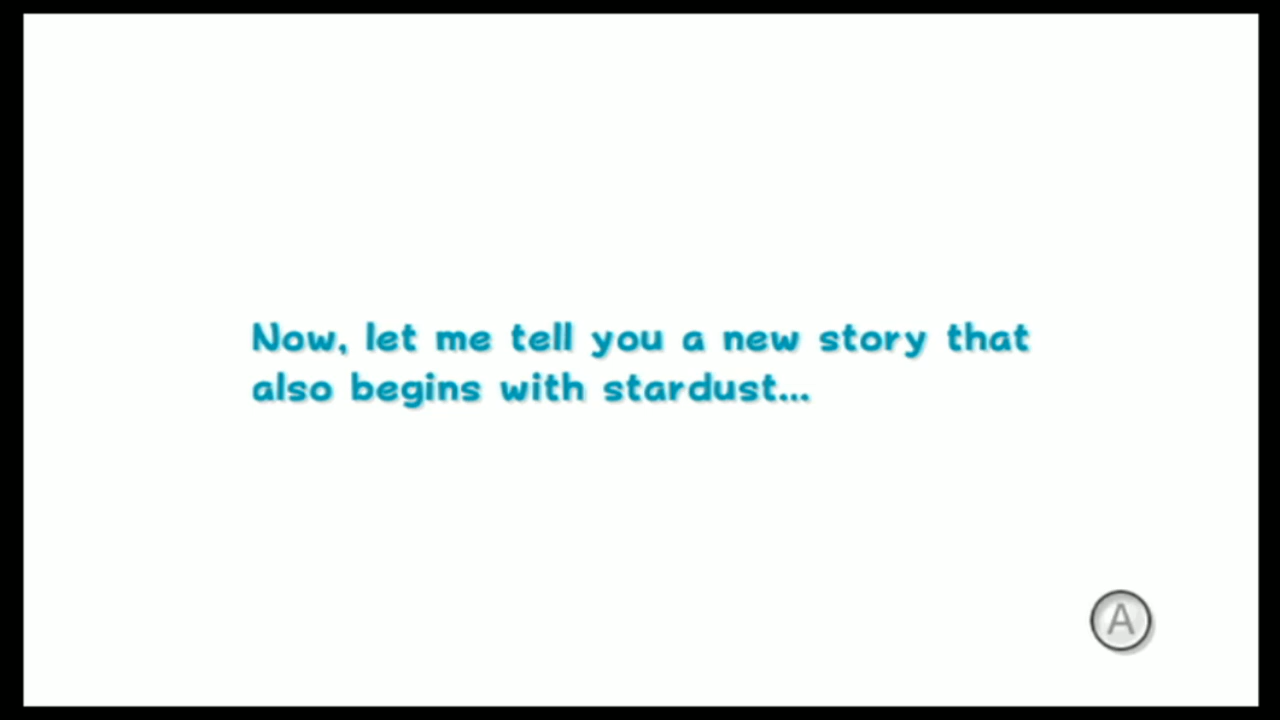 Now, let me tell you a new story that
also begins with stardust...
A